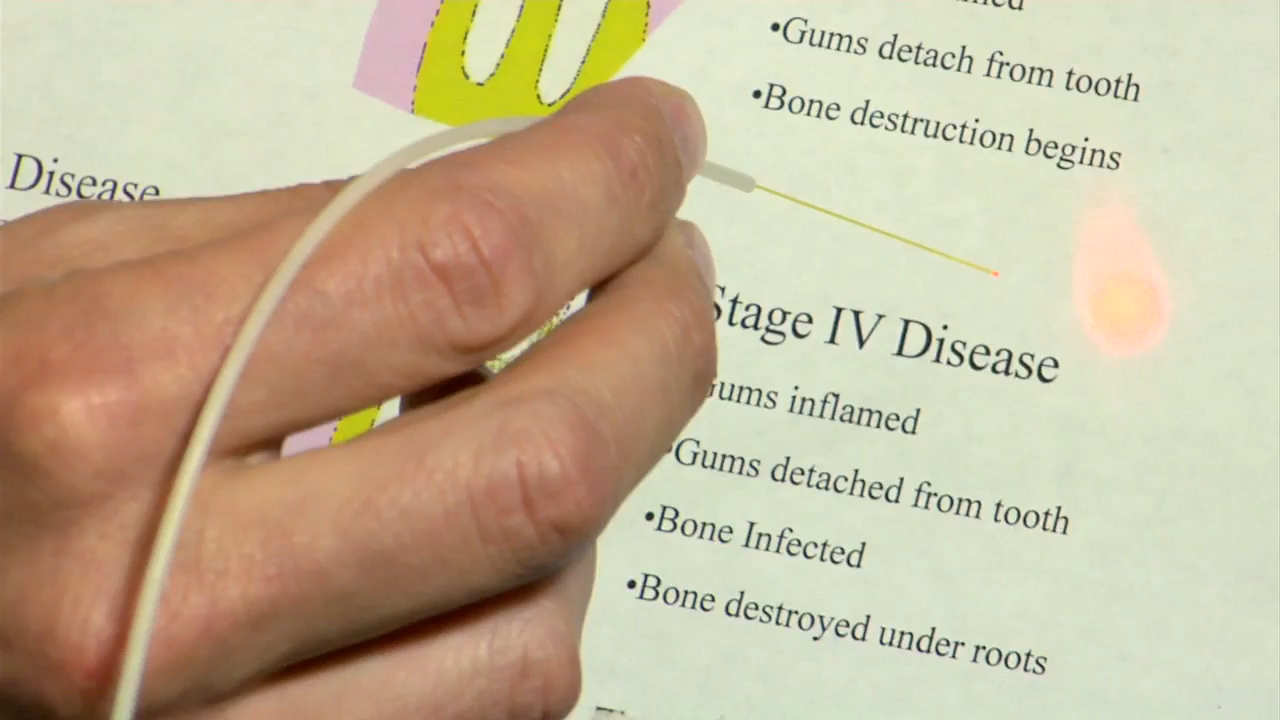 •Gums detach from tooth
•Bone destruction begins
Disease
Stage IV Disease
Gums inflamed
•Gums detached from tooth
•Bone Infected
•Bone destroyed under roots